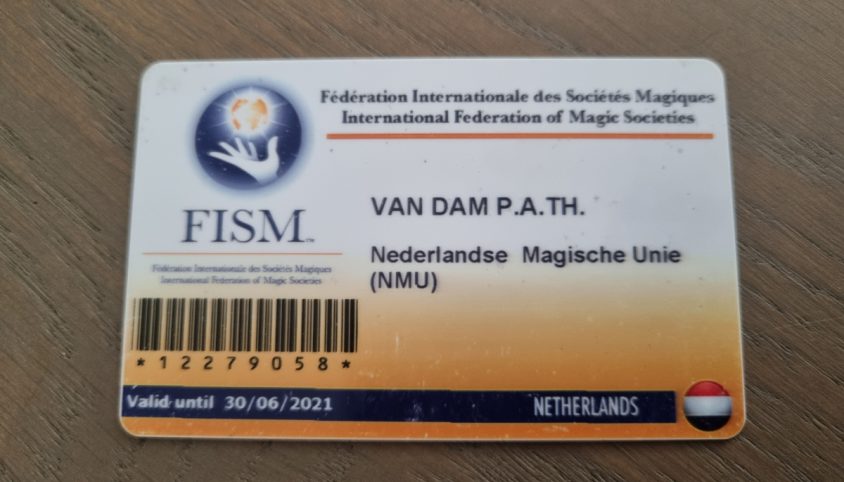 Fédération Internationale des Sociétés Magiques
International Federation of Magic Societies
FISM™
Fédération Internationale des Sociétés Magiques
International Federation of Magic Societies
VAN DAM P.A.TH.
Nederlandse Magische Unie
(NMU)
*12279058*
Valid until 30/06/2021
NETHERLANDS